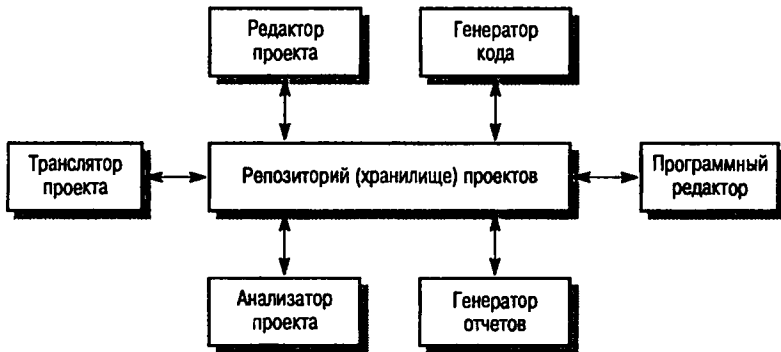 Редактор
проекта
Генератор
кода
Транслятор
проекта
Репозиторий (хранилище) проектов
Программный
редактор
Анализатор
проекта
Генератор
отчетов